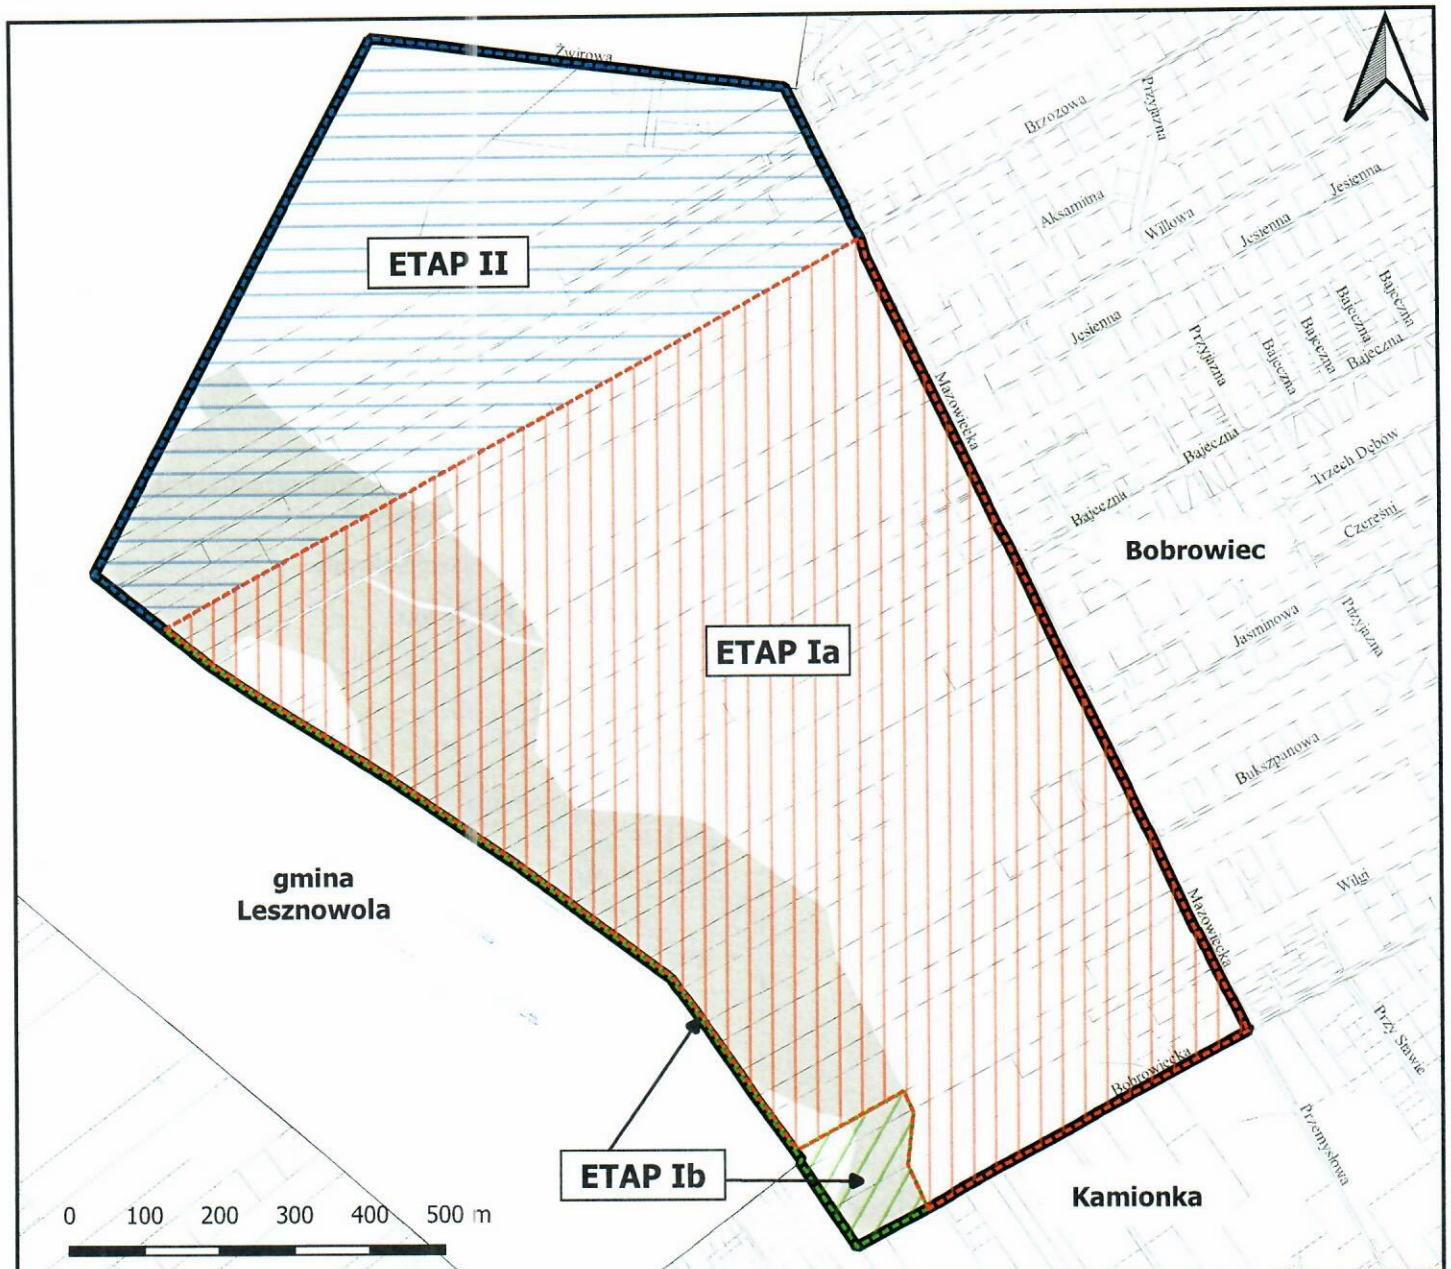 Żwirowa
Brzozowa
Przyjazna
Aksamitna
Willowa
Jesienna
Jesienna
ETAP II
Jesienna
Przyjazna
Bajeczna
Bajeczna
Bajeczna
Bajeczna
Bajeczna
Mazowiecka
Bajeczna
Trzech Dębów
Bajeczna
Czereśni
Bobrowiec
Jaśminowa
Przyjazna
ETAP Ia
Bukszpanowa
gmina
Lesznowola
Wilgi
Mazowiecka
Przy Stawie
Bobrowiecka
Przemysłowa
ETAP Ib
Kamionka
0 100 200 300 400 500 m